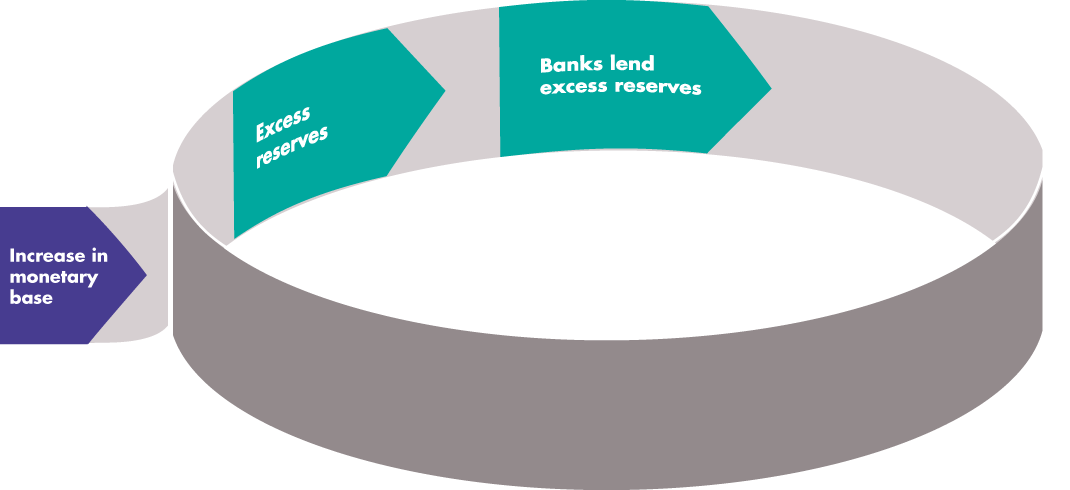 Increase in
monetary
base
Excess
reserves
Banks lend
excess reserves